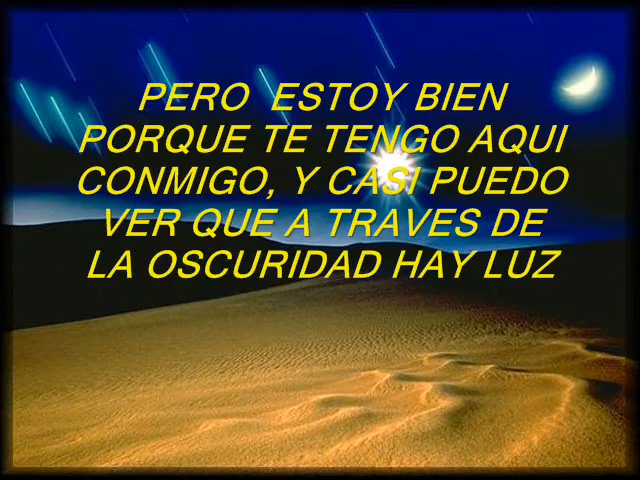 PERO  ESTOY BIEN
PORQUE TE TENGO AQUI
CONMIGO, Y CASI PUEDO
VER QUE A TRAVES DE
LA OSCURIDAD HAY LUZ